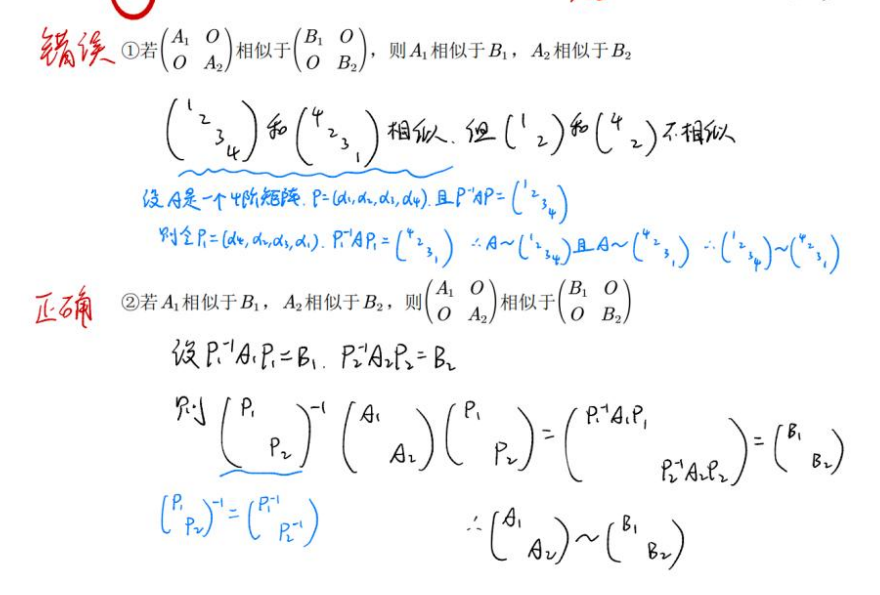 错误 ①若(A₁ O; O A₂)相似于(B₁ O; O B₂)，则A₁相似于B₁，A₂相似于B₂
(1 2 3 4)和(4 2 3 1)相似.但(1 2)和(4 2)不相似
设A是一个4阶矩阵.P=(α₁,α₂,α₃,α₄).且P⁻¹AP=(1 2 3 4)
则令P₁=(α₄,α₂,α₃,α₁).P₁⁻¹AP₁=(4 2 3 1) ∴A~(1 2 3 4)且A~(4 2 3 1) ∴(1 2 3 4)~(4 2 3 1)
正确 ②若A₁相似于B₁，A₂相似于B₂，则(A₁ O; O A₂)相似于(B₁ O; O B₂)
设P₁⁻¹A₁P₁=B₁. P₂⁻¹A₂P₂=B₂
则(P₁ P₂)⁻¹(A₁ A₂)(P₁ P₂)=(P₁⁻¹A₁P₁ P₂⁻¹A₂P₂)=(B₁ B₂)
(P₁ P₂)⁻¹=(P₁⁻¹ P₂⁻¹)
∴(A₁ A₂)~(B₁ B₂)